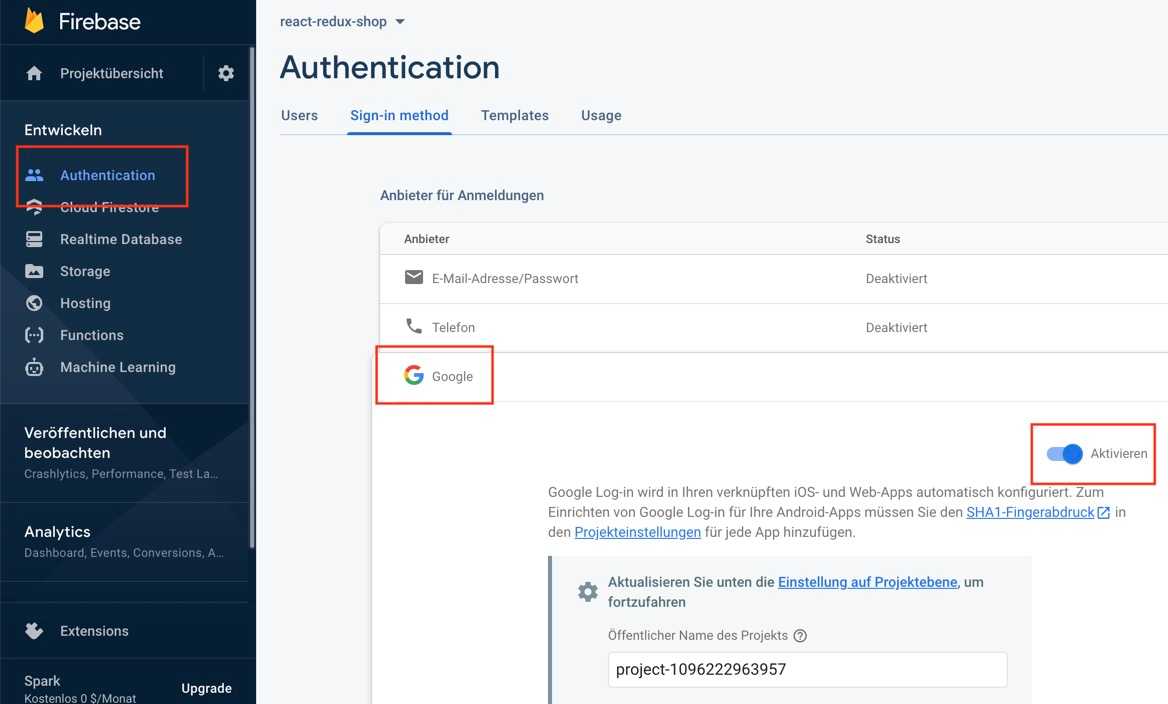 Firebase
Projektübersicht
Entwickeln
Authentication
Cloud Firestore
Realtime Database
Storage
Hosting
Functions
Machine Learning
Veröffentlichen und
beobachten
Crashlytics, Performance, Test La…
Analytics
Dashboard, Events, Conversions, A…
Extensions
Spark
Kostenlos 0 $/Monat
Upgrade
react-redux-shop
Authentication
Users Sign-in method Templates Usage
Anbieter für Anmeldungen
Anbieter Status
E-Mail-Adresse/Passwort Deaktiviert
Telefon Deaktiviert
Google
Aktivieren
Google Log-in wird in Ihren verknüpften iOS- und Web-Apps automatisch konfiguriert. Zum
Einrichten von Google Log-in für Ihre Android-Apps müssen Sie den SHA1-Fingerabdruck in
den Projekteinstellungen für jede App hinzufügen.
Aktualisieren Sie unten die Einstellung auf Projektebene, um
fortzufahren
Öffentlicher Name des Projekts
project-1096222963957